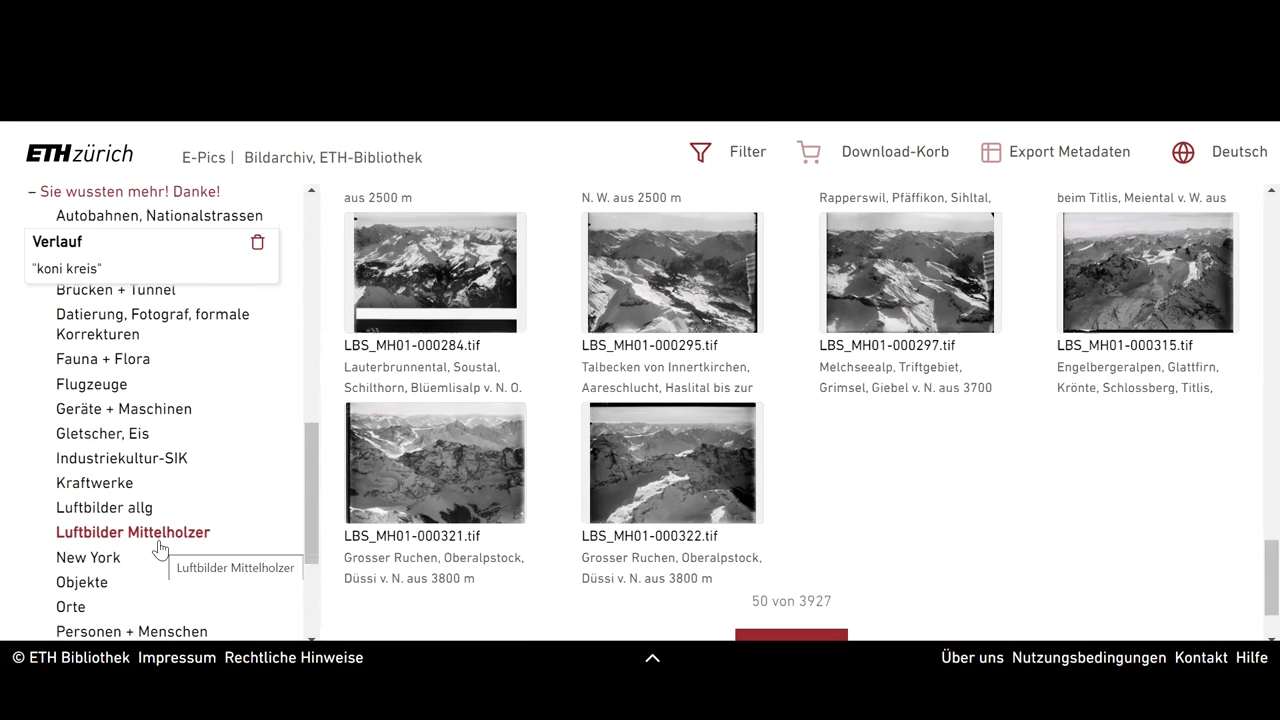 ETH zürich
E-Pics | Bildarchiv, ETH-Bibliothek
Filter
Download-Korb
Export Metadaten
Deutsch
– Sie wussten mehr! Danke!
Autobahnen, Nationalstrassen
Verlauf
"koni kreis"
Brücken + Tunnel
Datierung, Fotograf, formale
Korrekturen
Fauna + Flora
Flugzeuge
Geräte + Maschinen
Gletscher, Eis
Industriekultur-SIK
Kraftwerke
Luftbilder allg
Luftbilder Mittelholzer
New York
Luftbilder Mittelholzer
Objekte
Orte
Personen + Menschen
aus 2500 m
N. W. aus 2500 m
Rapperswil, Pfäffikon, Sihltal,
beim Titlis, Meiental v. W. aus
LBS_MH01-000284.tif
Lauterbrunnental, Soustal,
Schilthorn, Blüemlisalp v. N. O.
LBS_MH01-000295.tif
Talbecken von Innertkirchen,
Aareschlucht, Haslital bis zur
LBS_MH01-000297.tif
Melchseealp, Triftgebiet,
Grimsel, Giebel v. N. aus 3700
LBS_MH01-000315.tif
Engelbergeralpen, Glattfirn,
Krönte, Schlossberg, Titlis,
LBS_MH01-000321.tif
Grosser Ruchen, Oberalpstock,
Düssi v. N. aus 3800 m
LBS_MH01-000322.tif
Grosser Ruchen, Oberalpstock,
Düssi v. N. aus 3800 m
50 von 3927
© ETH Bibliothek Impressum Rechtliche Hinweise
Über uns Nutzungsbedingungen Kontakt Hilfe